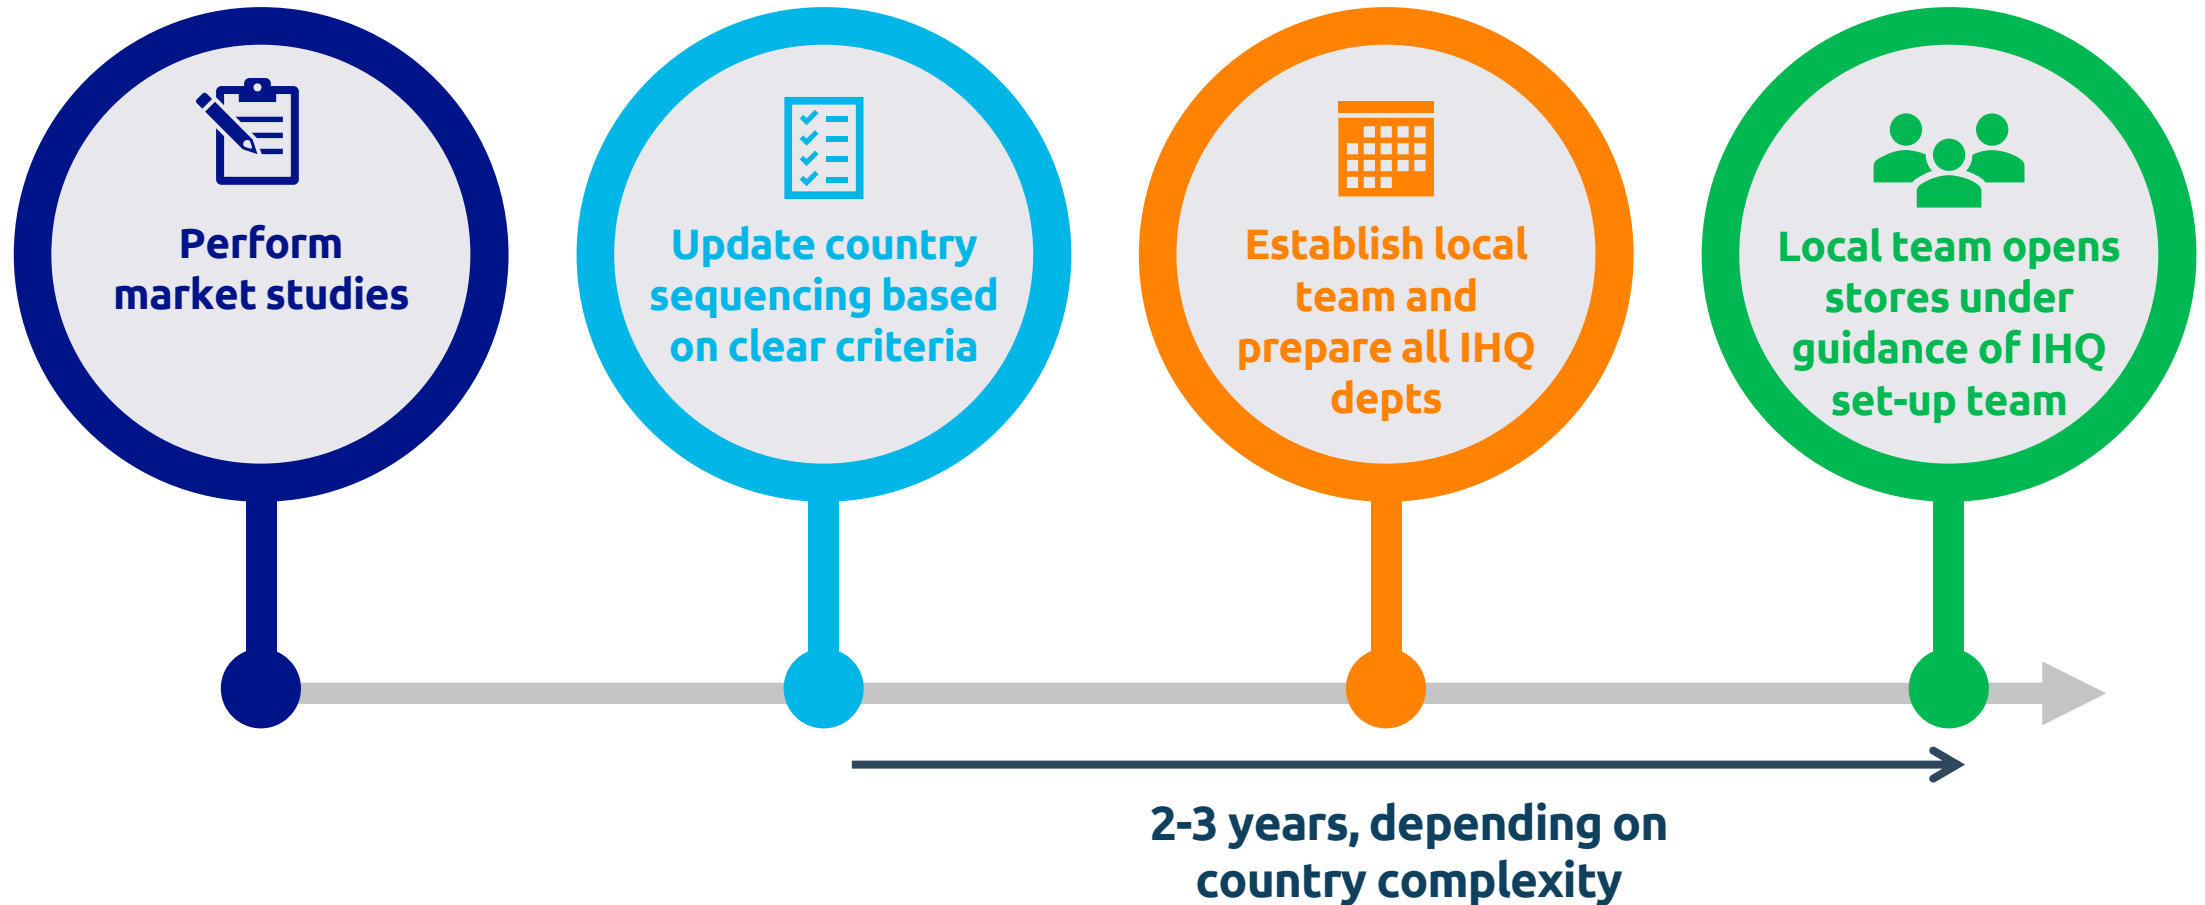 Perform
market studies
Update country
sequencing based
on clear criteria
Establish local
team and
prepare all IHQ
depts
Local team opens
stores under
guidance of IHQ
set-up team
2-3 years, depending on
country complexity